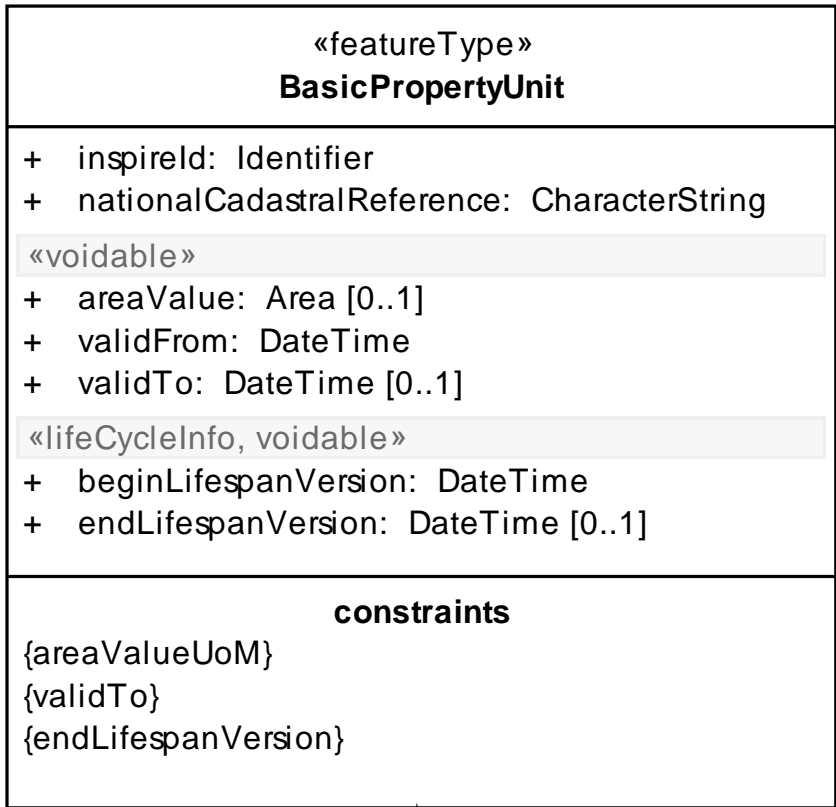 «featureType»
BasicPropertyUnit
+ inspireId: Identifier
+ nationalCadastralReference: CharacterString
«voidable»
+ areaValue: Area [0..1]
+ validFrom: DateTime
+ validTo: DateTime [0..1]
«lifeCycleInfo, voidable»
+ beginLifespanVersion: DateTime
+ endLifespanVersion: DateTime [0..1]
constraints
{areaValueUoM}
{validTo}
{endLifespanVersion}